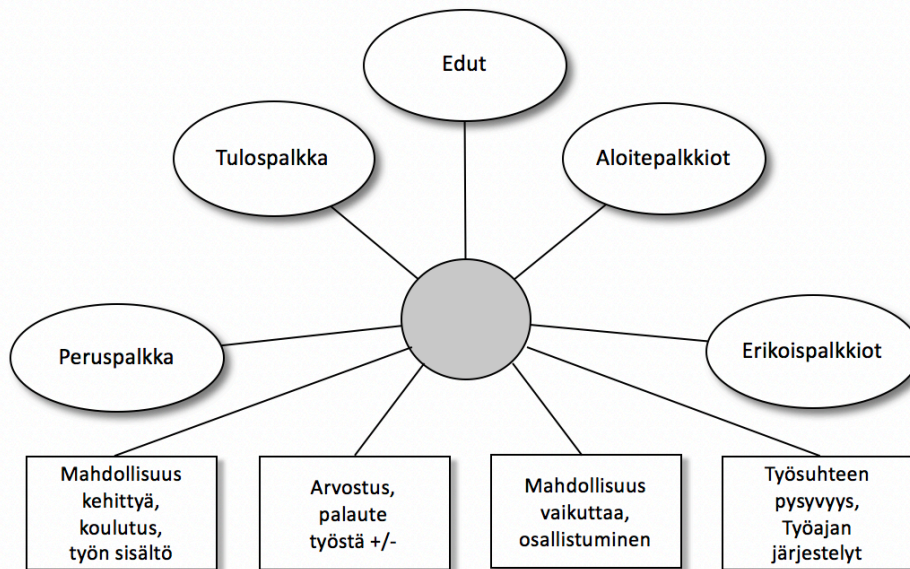 Edut
Tulospalkka
Aloitepalkkiot
Peruspalkka
Erikoispalkkiot
Mahdollisuus
kehittyä,
koulutus,
työn sisältö
Arvostus,
palaute
työstä +/-
Mahdollisuus
vaikuttaa,
osallistuminen
Työsuhteen
pysyvyys,
Työajan
järjestelyt